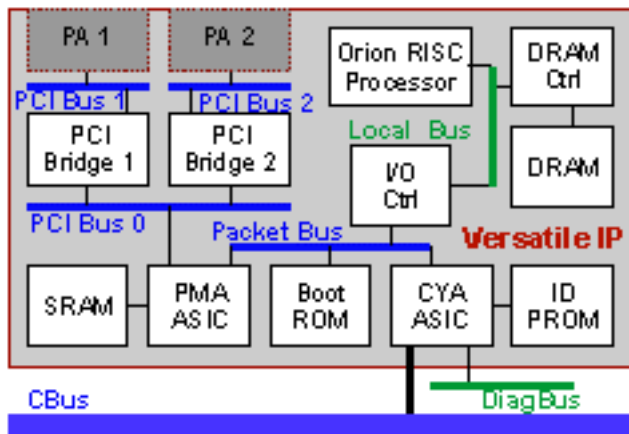 PA 1
PA 2
Orion RISC
Processor
DRAM
Ctrl
PCI Bus 1
PCI Bus 2
PCI
Bridge 1
PCI
Bridge 2
Local Bus
I/O
Ctrl
DRAM
PCI Bus 0
Packet Bus
Versatile IP
SRAM
PMA
ASIC
Boot
ROM
CYA
ASIC
ID
PROM
CBus
DiagBus